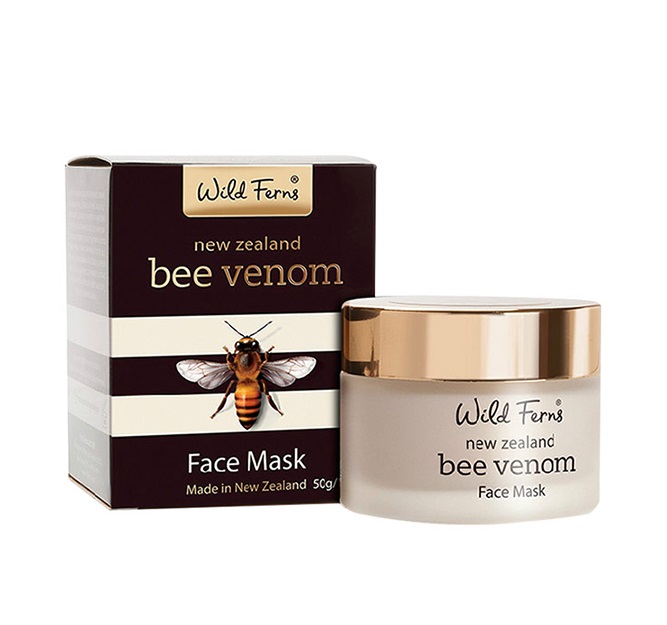 Wild Ferns®
new zealand
bee venom
Face Mask
Made in New Zealand 50g/
Wild Ferns®
new zealand
bee venom
Face Mask